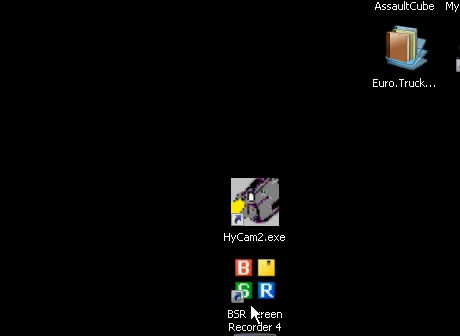 AssaultCube
My
Euro.Truck...
HyCam2.exe
B
S R
BSR Screen
Recorder 4